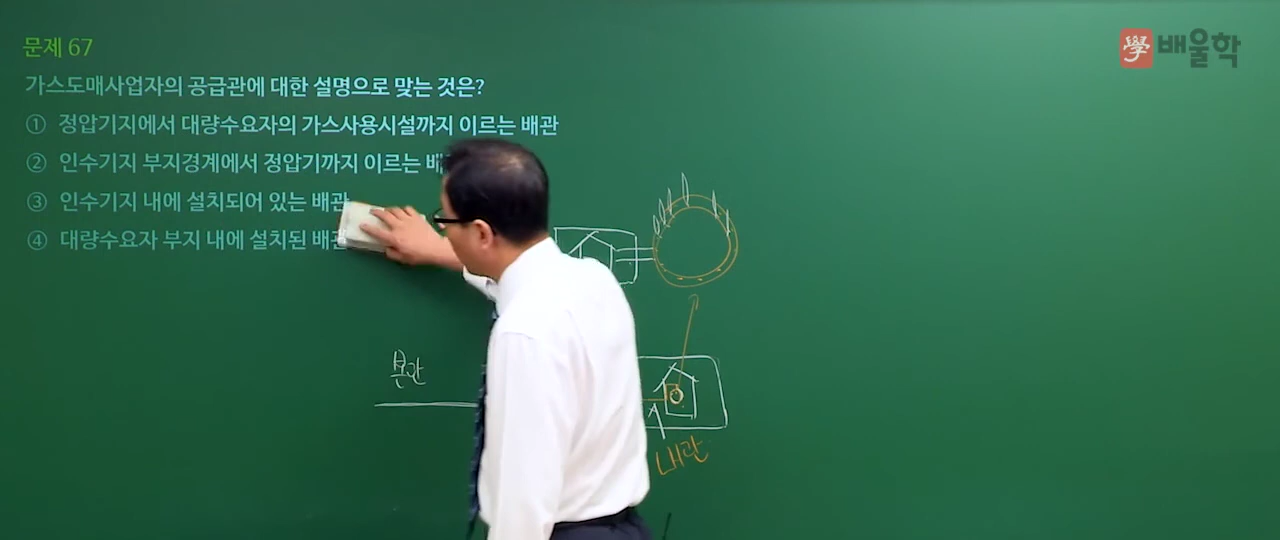 문제 67
學 배울학
가스도매사업자의 공급관에 대한 설명으로 맞는 것은?
① 정압기지에서 대량수요자의 가스사용시설까지 이르는 배관
② 인수기지 부지경계에서 정압기까지 이르는
③ 인수기지 내에 설치되어 있는 배관
④ 대량수요자 부지 내에 설치된
본관
내관